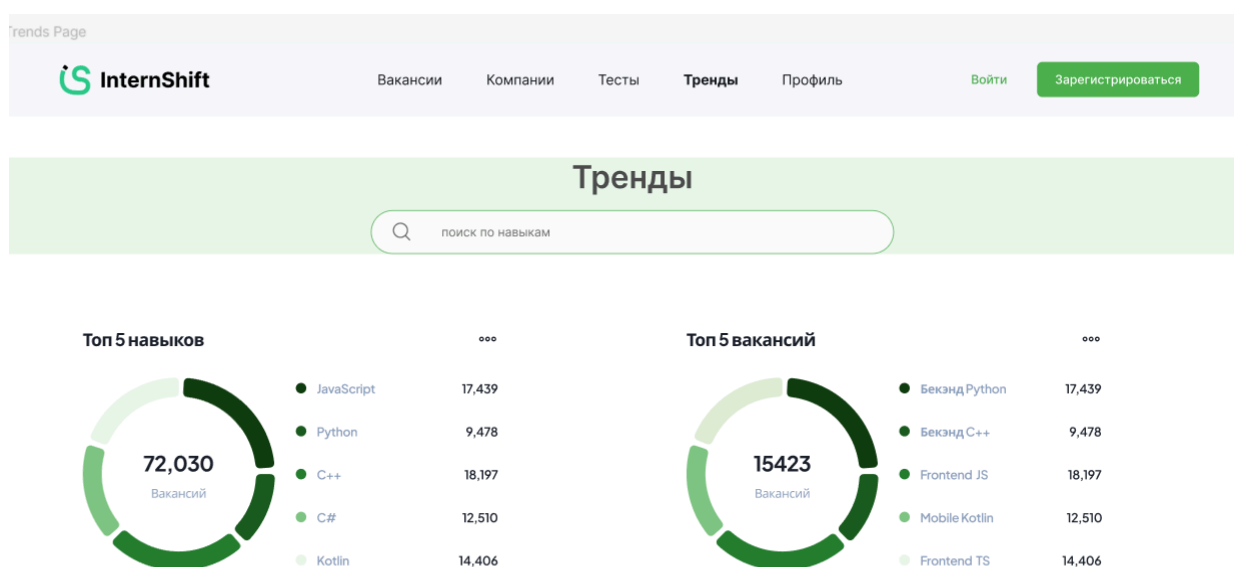 Trends Page
InternShift
Вакансии Компании Тесты Тренды Профиль Войти Зарегистрироваться
Тренды
поиск по навыкам
Топ 5 навыков
72,030
Вакансий
JavaScript 17,439
Python 9,478
C++ 18,197
C# 12,510
Kotlin 14,406
Топ 5 вакансий
15423
Вакансий
Бекэнд Python 17,439
Бекэнд C++ 9,478
Frontend JS 18,197
Mobile Kotlin 12,510
Frontend TS 14,406